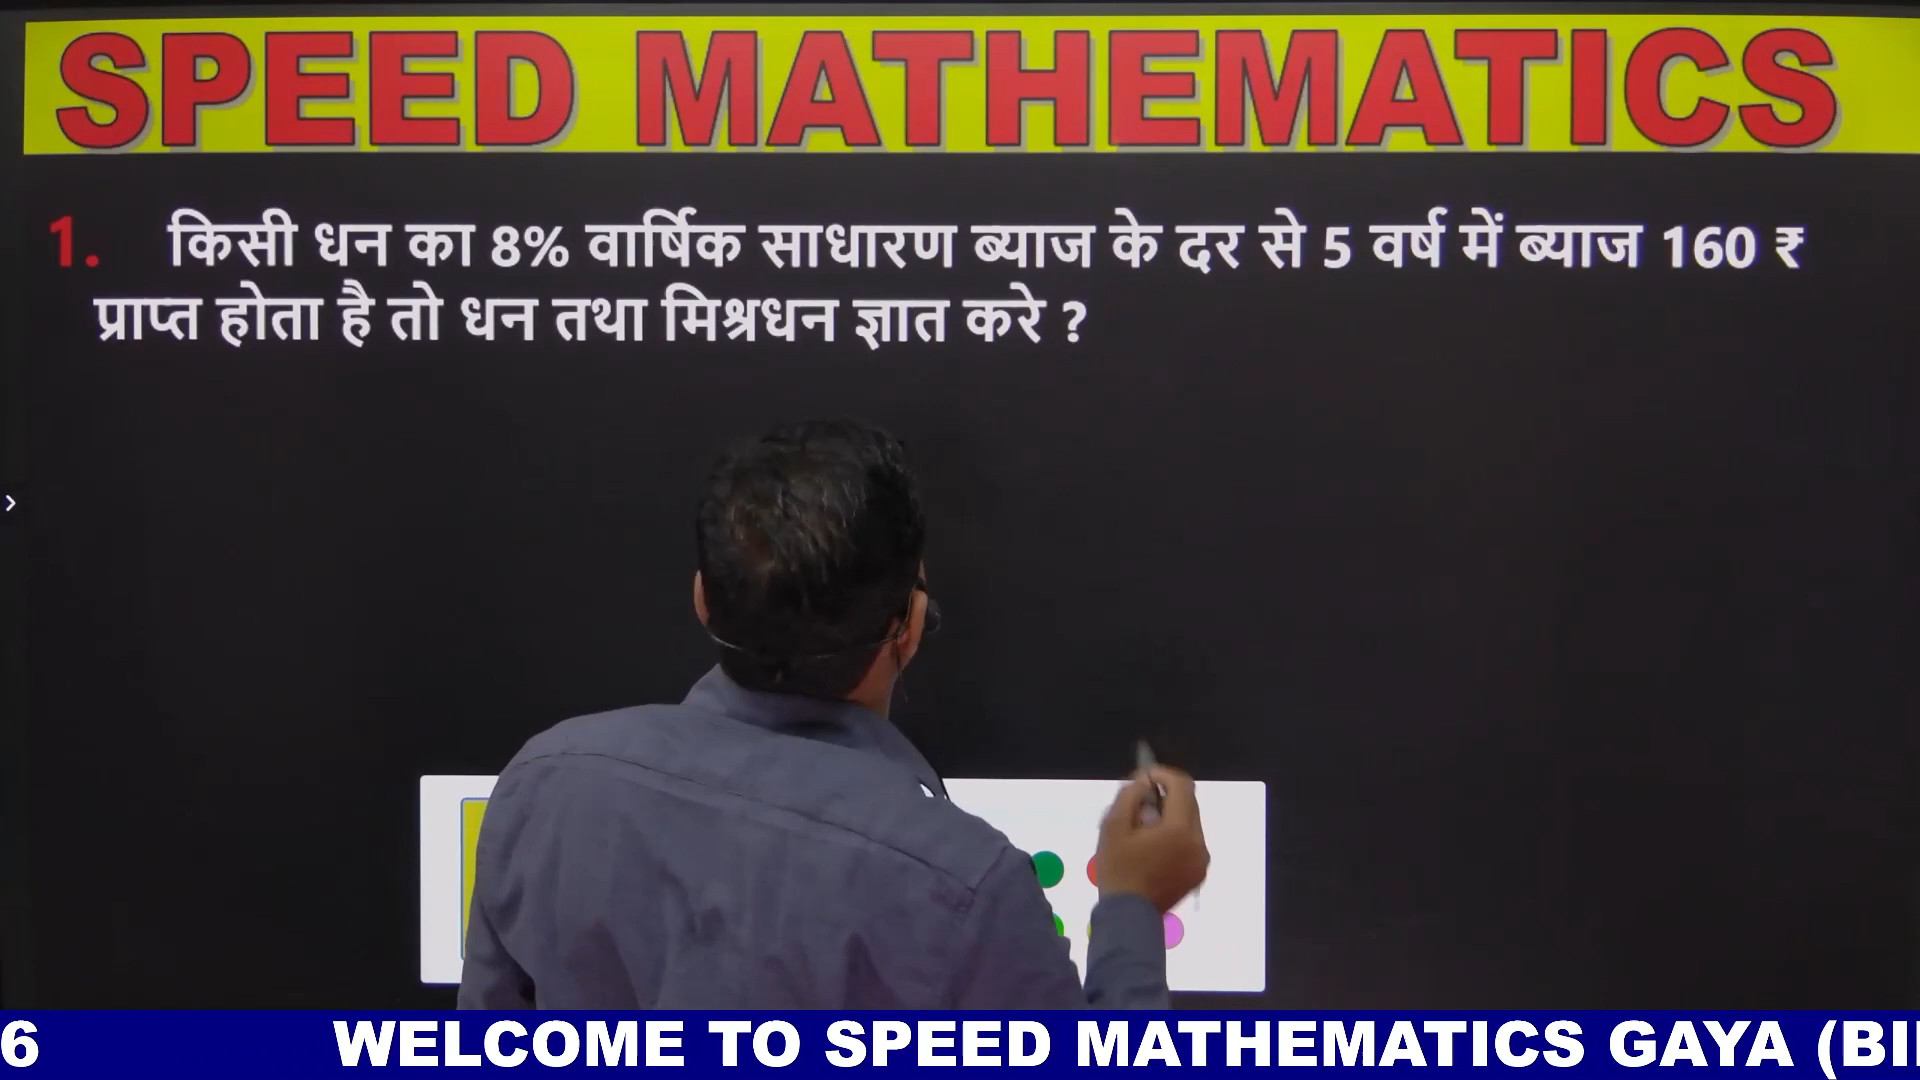 SPEED MATHEMATICS
1. किसी धन का 8% वार्षिक साधारण ब्याज के दर से 5 वर्ष में ब्याज 160 ₹
प्राप्त होता है तो धन तथा मिश्रधन ज्ञात करे ?
6 WELCOME TO SPEED MATHEMATICS GAYA (BI